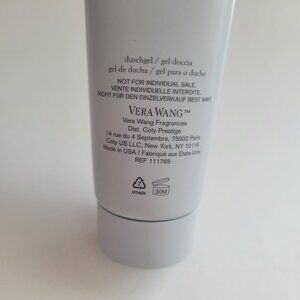 duschgel / gel doccia
gel de ducha / gel para o duche
NOT FOR INDIVIDUAL SALE.
VENTE INDIVIDUELLE INTERDITE.
NICHT FÜR DEN EINZELVERKAUF BESTIMMT.
VERA WANG™
Vera Wang Fragrances
Dist. Coty Prestige
14 rue du 4 Septembre, 75002 Paris
Coty US LLC, New York, NY 10118
Made in USA / Fabriqué aux Etats-Unis
REF 111765
7
OTHER
30M